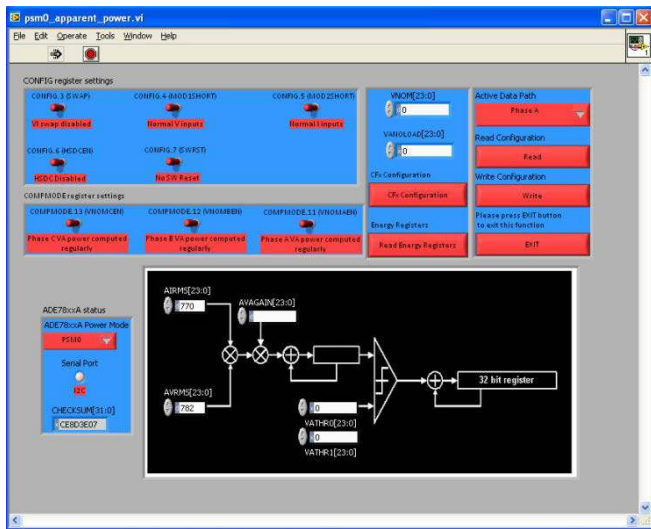 psm0_apparent_power.vi
File Edit Operate Tools Window Help
1
CONFIG register settings
CONFIG.3 (SWAP)
CONFIG.4 (MOD1SHORT)
CONFIG.5 (MOD2SHORT)
VI swap disabled
Normal V inputs
Normal I inputs
CONFIG.6 (HSDCEN)
CONFIG.7 (SWRST)
HSDC Disabled
No SW Reset
COMPMODE register settings
COMPMODE.13 (VNOMCEN)
COMPMODE.12 (VNOMBEN)
COMPMODE.11 (VNOMAEN)
Phase C VA power computed
regularly
Phase B VA power computed
regularly
Phase A VA power computed
regularly
VNOM[23:0]
0
VANOLOAD[23:0]
0
CFx Configuration
CFx Configuration
Energy Registers
Read Energy Registers
Active Data Path
Phase A
Read Configuration
Read
Write Configuration
Write
Please press EXIT button
to exit this function
EXIT
ADE78xxA status
ADE78xxA Power Mode
PSM0
Serial Port
I2C
CHECKSUM[31:0]
CE8D3E07
AIRMS[23:0]
770
AVAGAIN[23:0]
AVRMS[23:0]
782
0
VATHR0[23:0]
0
VATHR1[23:0]
32 bit register